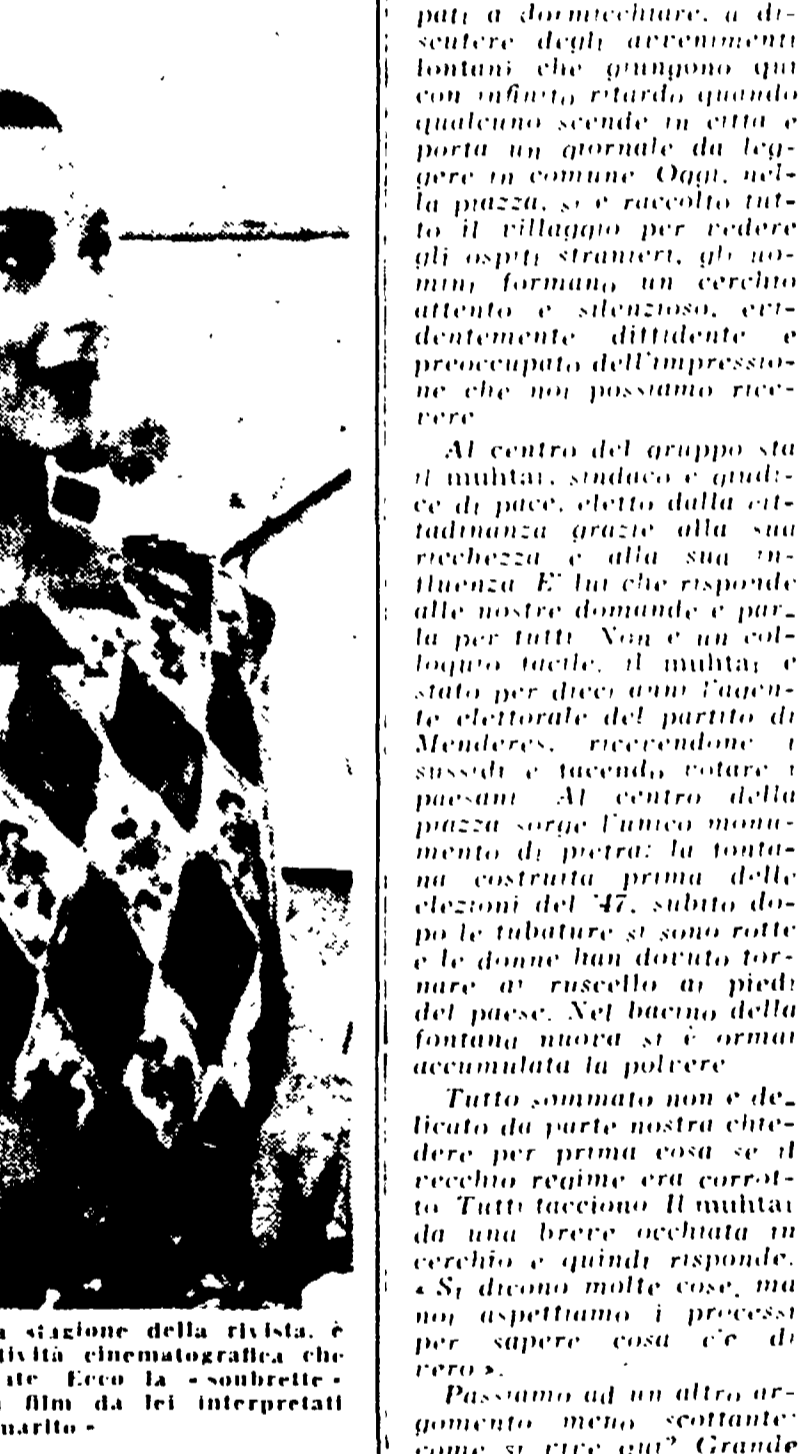 pati a dormicchiare, a di-
scutere degli avvenimenti
lontani che giungono qui
con infinito ritardo quando
qualcuno scende in città e
porta un giornale da leg-
gere in comune Oggi, nel-
la piazza, si è raccolto tut-
to il villaggio per vedere
gli ospiti stranieri, gli uo-
mini formano un cerchio
attento e silenzioso, evi-
dentemente diffidente e
preoccupato dell'impressio-
ne che noi possiamo rice-
vere
Al centro del gruppo sta
il muhtar, sindaco e giudi-
ce di pace, eletto dalla cit-
tadinanza grazie alla sua
ricchezza e alla sua in-
fluenza E' lui che risponde
alle nostre domande e par-
la per tutti Non è un col-
loquio facile, il muhtar è
stato per dieci anni l'agen-
te elettorale del partito di
Menderes, ricevendone i
sussidi e facendo votare i
paesani Al centro della
piazza sorge l'unico monu-
mento di pietra: la fonta-
na costruita prima delle
elezioni del '47, subito do-
po le tubature si sono rotte
e le donne han dovuto tor-
nare al ruscello ai piedi
del paese. Nel bacino della
fontana nuova si è ormai
accumulata la polvere
Tutto sommato non è de-
licato da parte nostra chie-
dere per prima cosa se il
vecchio regime era corrot-
to Tutti tacciono Il muhtar
da una breve occhiata in
cerchio e quindi risponde.
« Si dicono molte cose, ma
noi aspettiamo i processi
per sapere cosa c'è di
vero ».
Passiamo ad un altro ar-
gomento meno scottante:
come si vive qui? Grande
a stagione della rivista, è
tività cinematografica che
ate Ecco la « soubrette »
film da lei interpretati
marito »